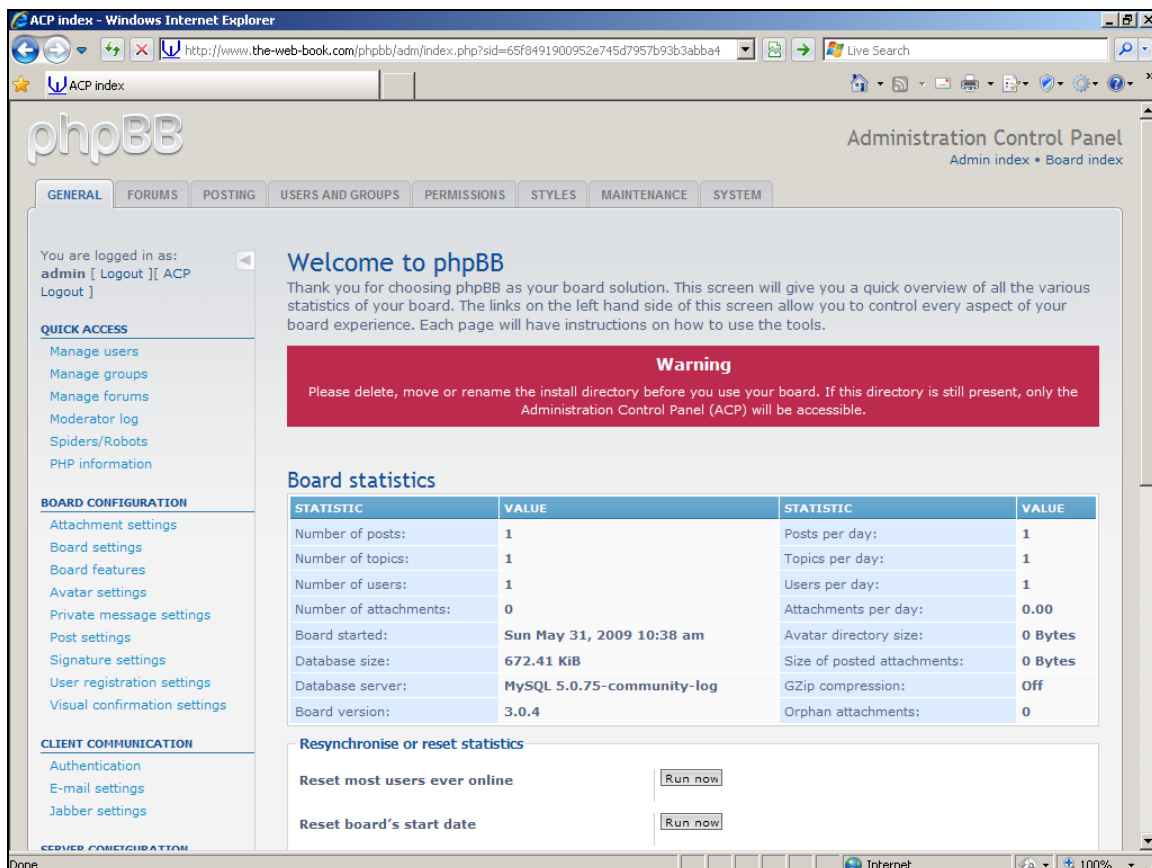 ACP index - Windows Internet Explorer
http://www.the-web-book.com/phpbb/adm/index.php?sid=65f8491900952e745d7957b93b3abba4
Live Search
ACP index
phpBB
Administration Control Panel
Admin index • Board index
GENERAL FORUMS POSTING USERS AND GROUPS PERMISSIONS STYLES MAINTENANCE SYSTEM
You are logged in as:
admin [ Logout ][ ACP
Logout ]
QUICK ACCESS
Manage users
Manage groups
Manage forums
Moderator log
Spiders/Robots
PHP information
BOARD CONFIGURATION
Attachment settings
Board settings
Board features
Avatar settings
Private message settings
Post settings
Signature settings
User registration settings
Visual confirmation settings
CLIENT COMMUNICATION
Authentication
E-mail settings
Jabber settings
SERVER CONFIGURATION
Welcome to phpBB
Thank you for choosing phpBB as your board solution. This screen will give you a quick overview of all the various
statistics of your board. The links on the left hand side of this screen allow you to control every aspect of your
board experience. Each page will have instructions on how to use the tools.
Warning
Please delete, move or rename the install directory before you use your board. If this directory is still present, only the
Administration Control Panel (ACP) will be accessible.
Board statistics
STATISTIC VALUE STATISTIC VALUE
Number of posts: 1 Posts per day: 1
Number of topics: 1 Topics per day: 1
Number of users: 1 Users per day: 1
Number of attachments: 0 Attachments per day: 0.00
Board started: Sun May 31, 2009 10:38 am Avatar directory size: 0 Bytes
Database size: 672.41 KiB Size of posted attachments: 0 Bytes
Database server: MySQL 5.0.75-community-log GZip compression: Off
Board version: 3.0.4 Orphan attachments: 0
Resynchronise or reset statistics
Reset most users ever online Run now
Reset board's start date Run now
Done Internet 100%